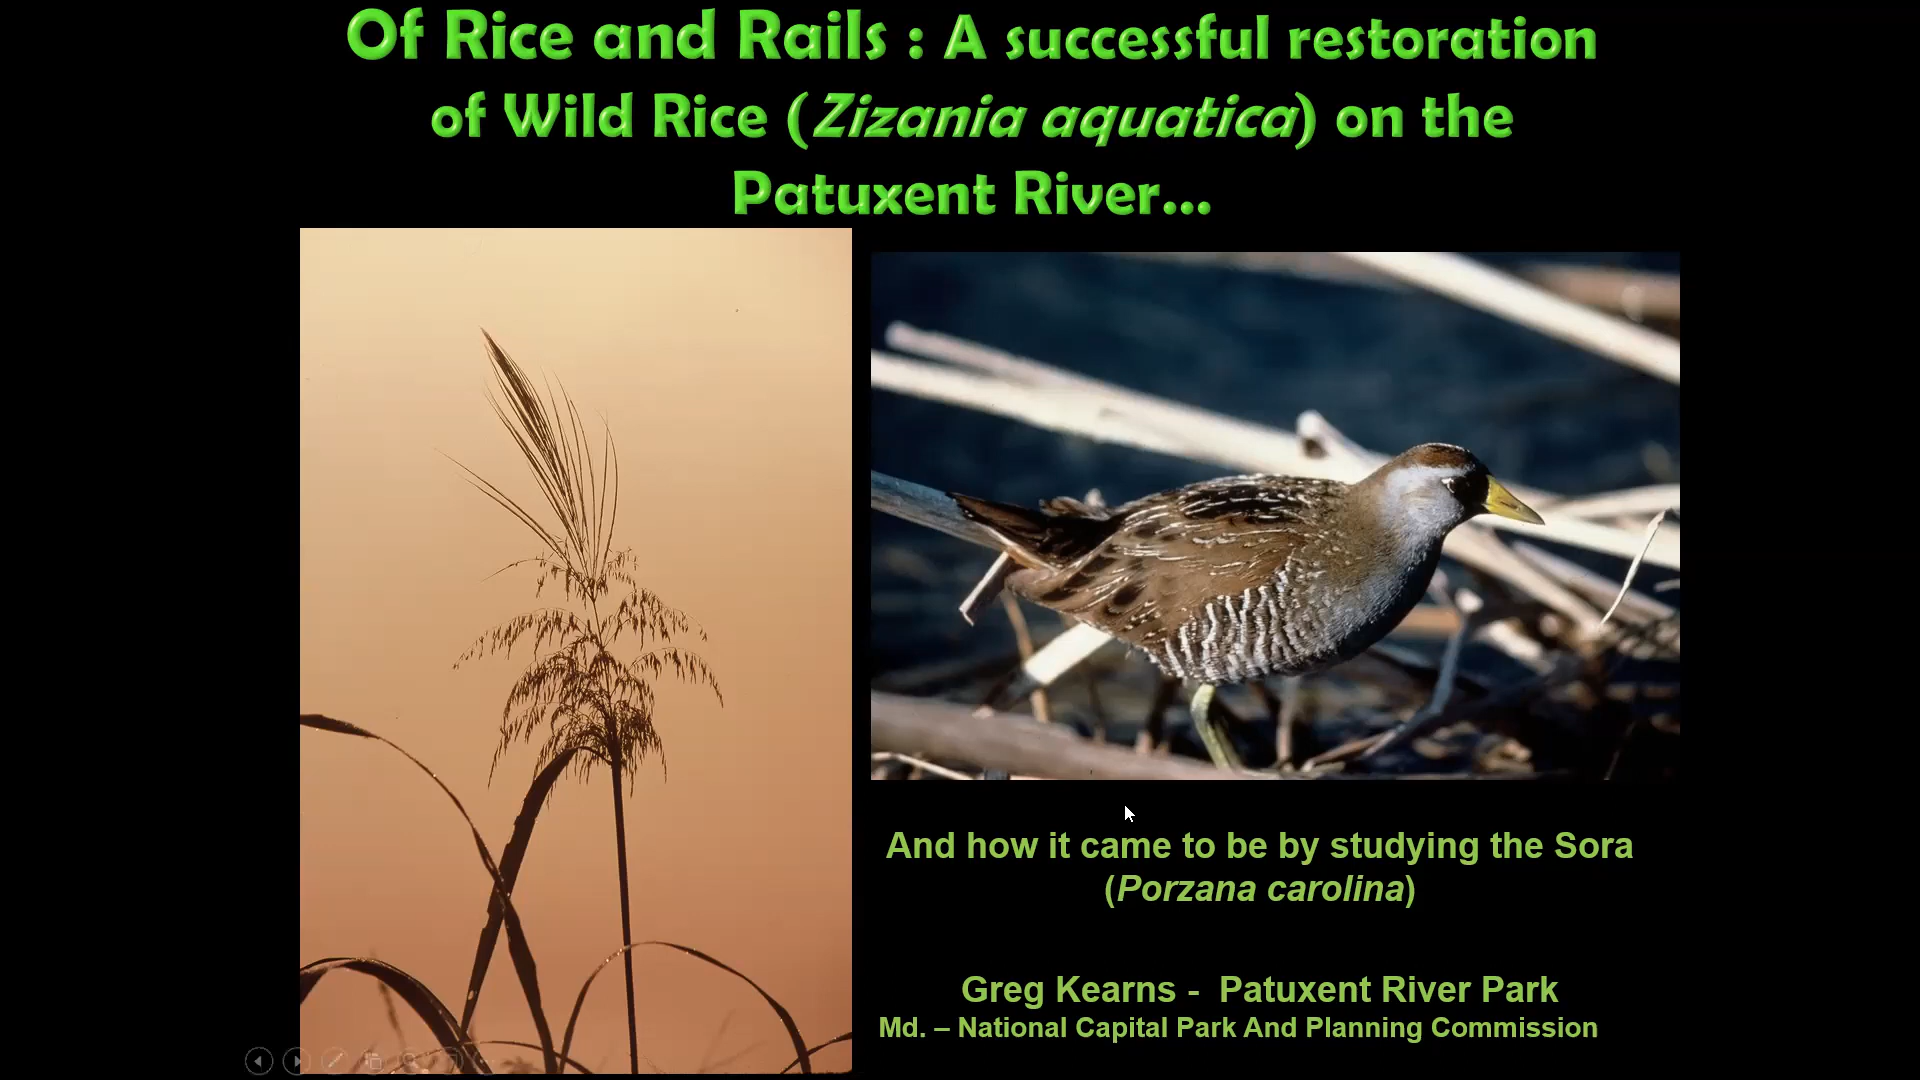 Of Rice and Rails : A successful restoration
of Wild Rice (Zizania aquatica) on the
Patuxent River...
And how it came to be by studying the Sora
(Porzana carolina)
Greg Kearns - Patuxent River Park
Md. – National Capital Park And Planning Commission